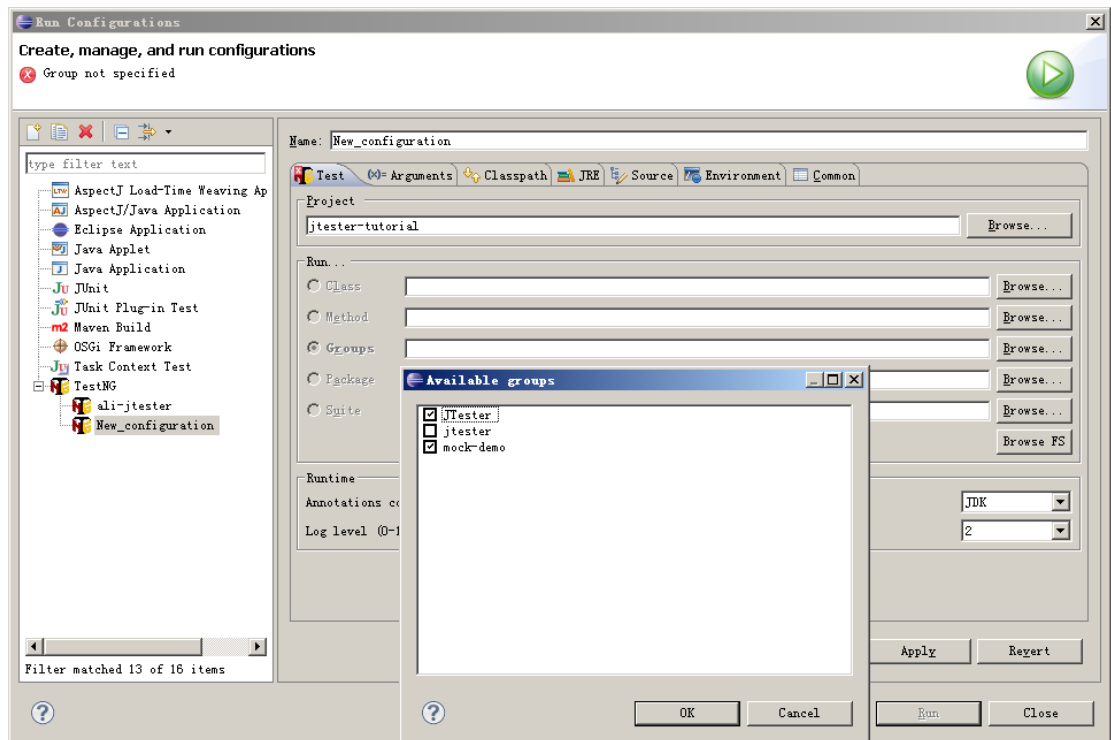 Run Configurations
Create, manage, and run configurations
Group not specified
type filter text
AspectJ Load-Time Weaving Ap
AspectJ/Java Application
Eclipse Application
Java Applet
Java Application
JUnit
JUnit Plug-in Test
Maven Build
OSGi Framework
Task Context Test
TestNG
ali-jtester
New_configuration
Filter matched 13 of 16 items
Name: New_configuration
Test (x)= Arguments Classpath JRE Source Environment Common
Project
jtester-tutorial Browse...
Run...
Class Browse...
Method Browse...
Groups Browse...
Package Browse...
Suite Browse...
Browse FS
Runtime
Annotations co JDK
Log level (0-1 2
Available groups
JTester
jtester
mock-demo
OK Cancel
Apply Revert
Run Close